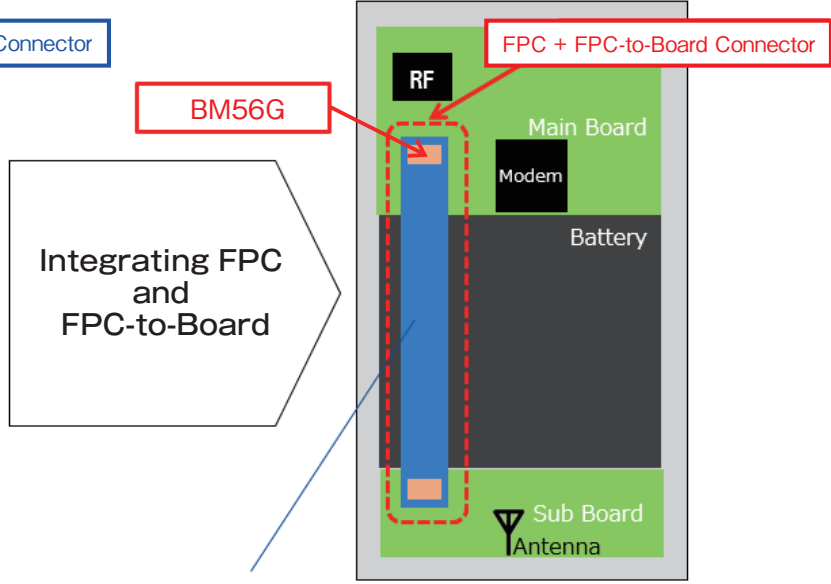 Connector
FPC + FPC-to-Board Connector
RF
BM56G
Main Board
Modem
Battery
Integrating FPC
and
FPC-to-Board
Sub Board
Antenna